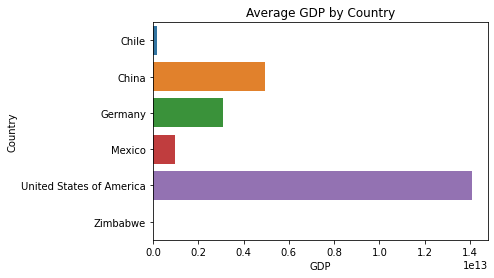 Average GDP by Country
Country
Chile
China
Germany
Mexico
United States of America
Zimbabwe
0.0 0.2 0.4 0.6 0.8 1.0 1.2 1.4
1e13
GDP